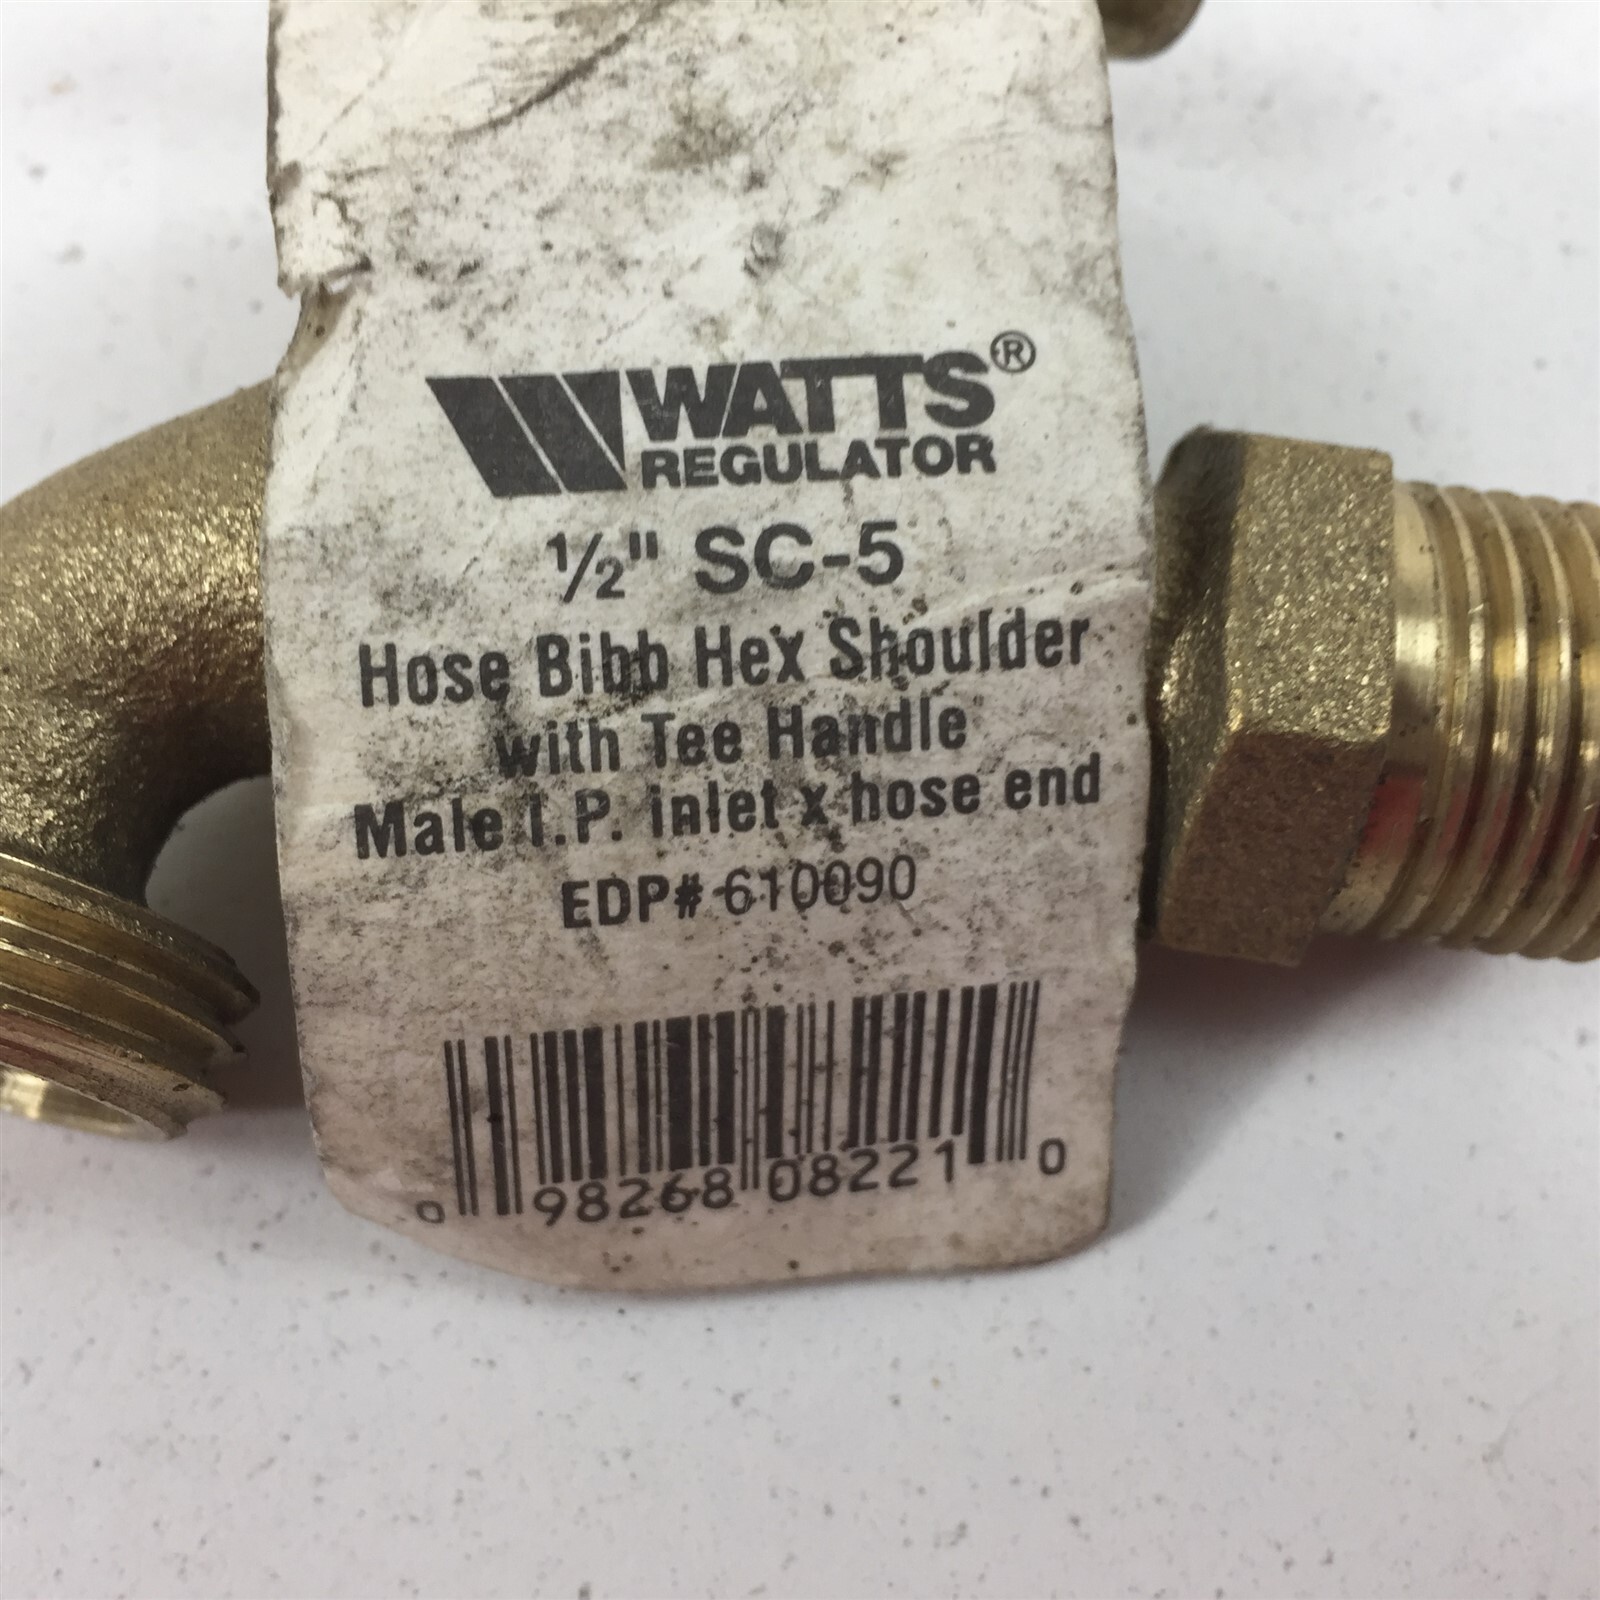 WATTS®
REGULATOR
½" SC-5
Hose Bibb Hex Shoulder
with Tee Handle
Male I.P. inlet x hose end
EDP# 610090
0 98268 08221 0